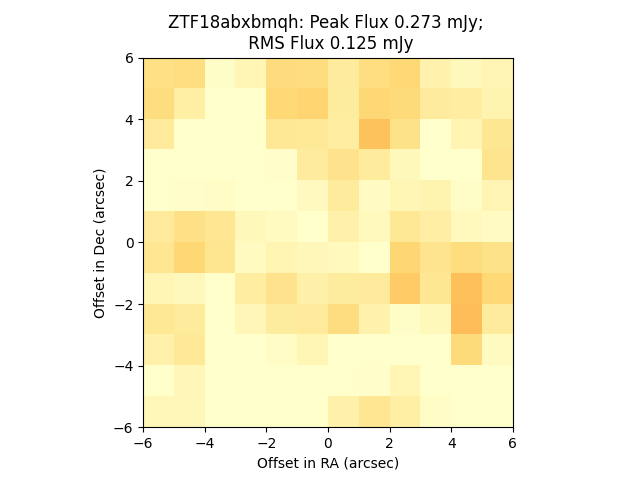 ZTF18abxbmqh: Peak Flux 0.273 mJy;
RMS Flux 0.125 mJy
6
4
2
0
−2
−4
−6
Offset in Dec (arcsec)
−6 −4 −2 0 2 4 6
Offset in RA (arcsec)